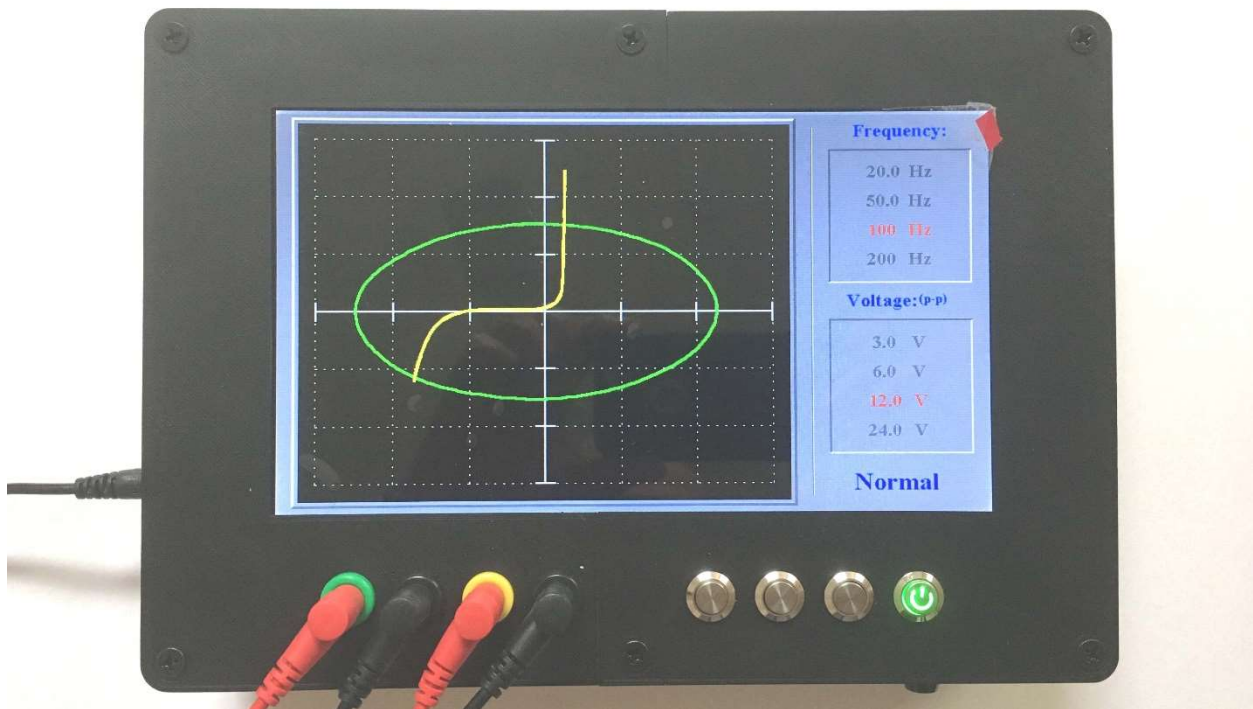 Frequency:
20.0 Hz
50.0 Hz
100 Hz
200 Hz
Voltage:(p-p)
3.0 V
6.0 V
12.0 V
24.0 V
Normal